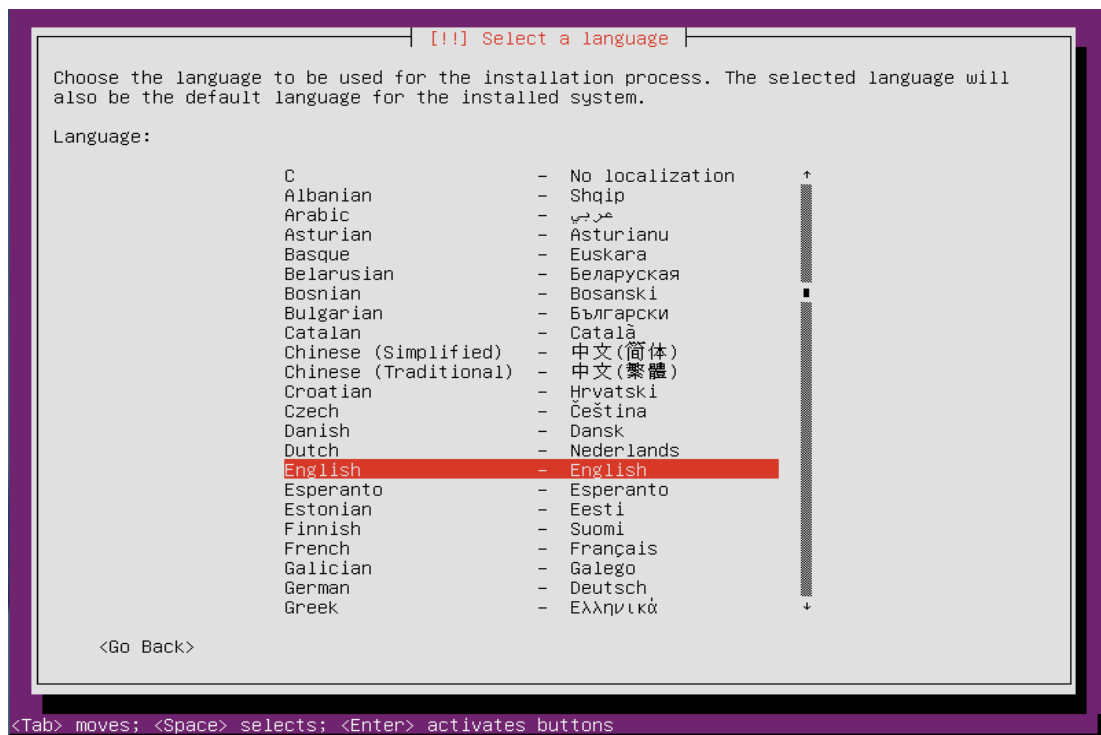 [!!] Select a language
Choose the language to be used for the installation process. The selected language will
also be the default language for the installed system.
Language:
C - No localization
Albanian - Shqip
Arabic - عربي
Asturian - Asturianu
Basque - Euskara
Belarusian - Беларуская
Bosnian - Bosanski
Bulgarian - Български
Catalan - Català
Chinese (Simplified) - 中文(简体)
Chinese (Traditional) - 中文(繁體)
Croatian - Hrvatski
Czech - Čeština
Danish - Dansk
Dutch - Nederlands
English - English
Esperanto - Esperanto
Estonian - Eesti
Finnish - Suomi
French - Français
Galician - Galego
German - Deutsch
Greek - Ελληνικά
<Go Back>
<Tab> moves; <Space> selects; <Enter> activates buttons